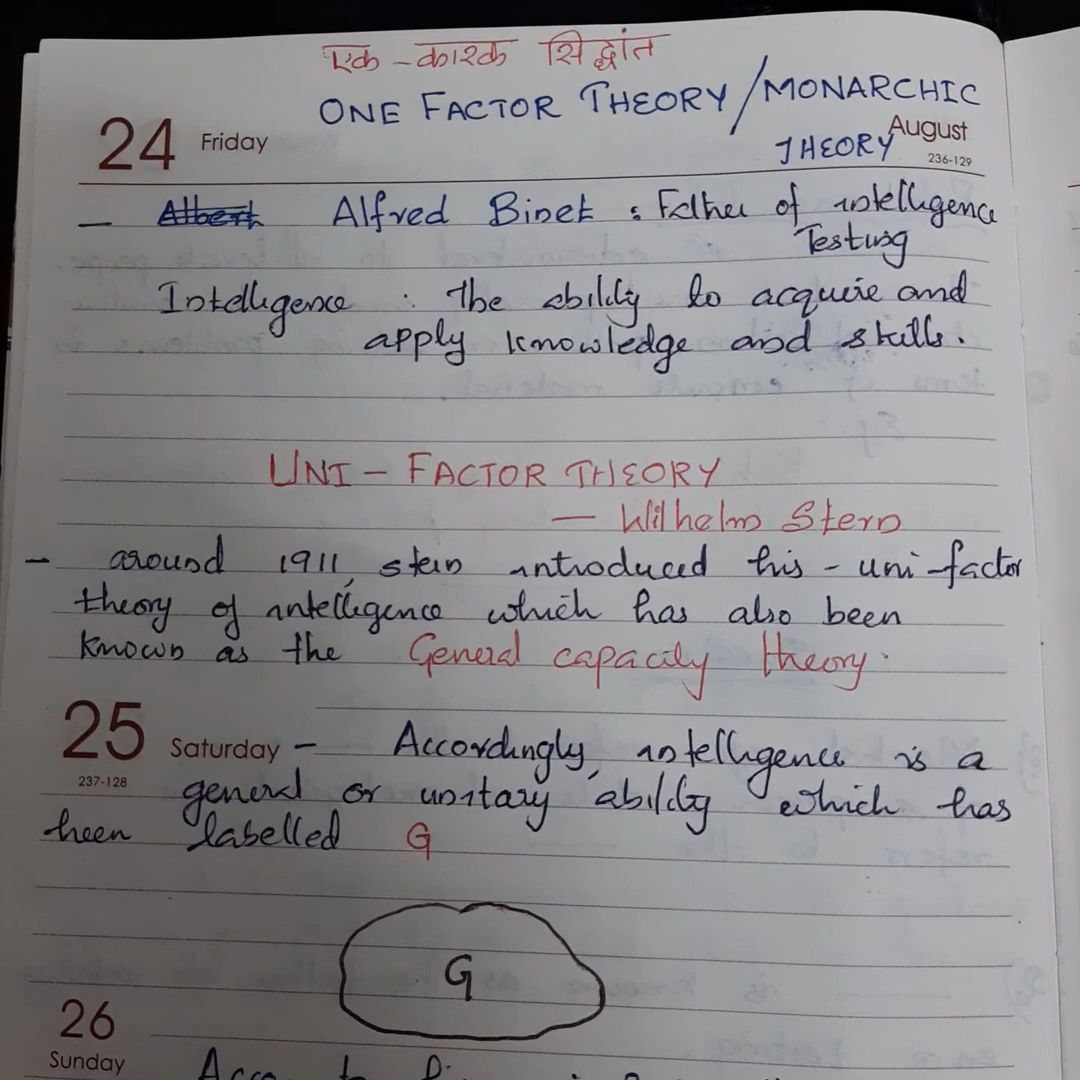 एक - कारक सिद्धांत
ONE FACTOR THEORY / MONARCHIC
THEORY
24 Friday
August
236-129
- Albert Alfred Binet : Father of intelligence
Testing
Intelligence : The ability to acquire and
apply knowledge and skills.
UNI - FACTOR THEORY
- Wilhelm Stern
- around 1911, stern introduced this - uni-factor
theory of intelligence which has also been
known as the General capacity theory.
25 Saturday - Accordingly, intelligence is a
237-128
general or unitary ability which has
been labelled G
G
26
Sunday